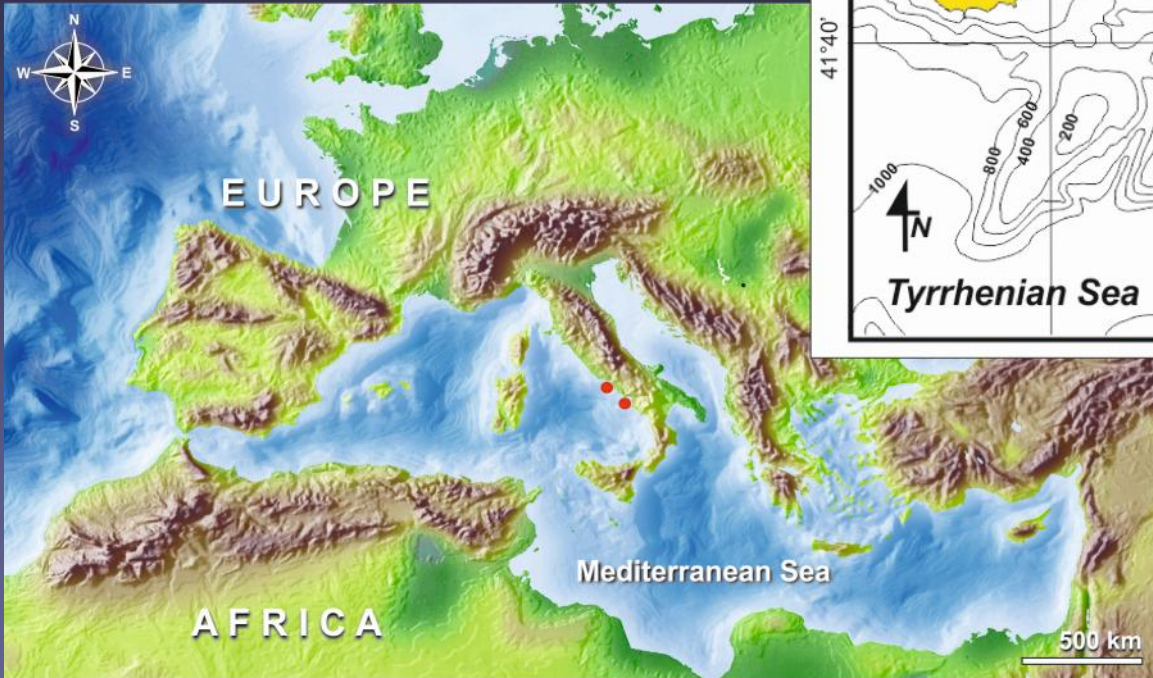 N
W E
S
EUROPE
AFRICA
Mediterranean Sea
500 km
41°40'
1000
800
600
400
200
N
Tyrrhenian Sea